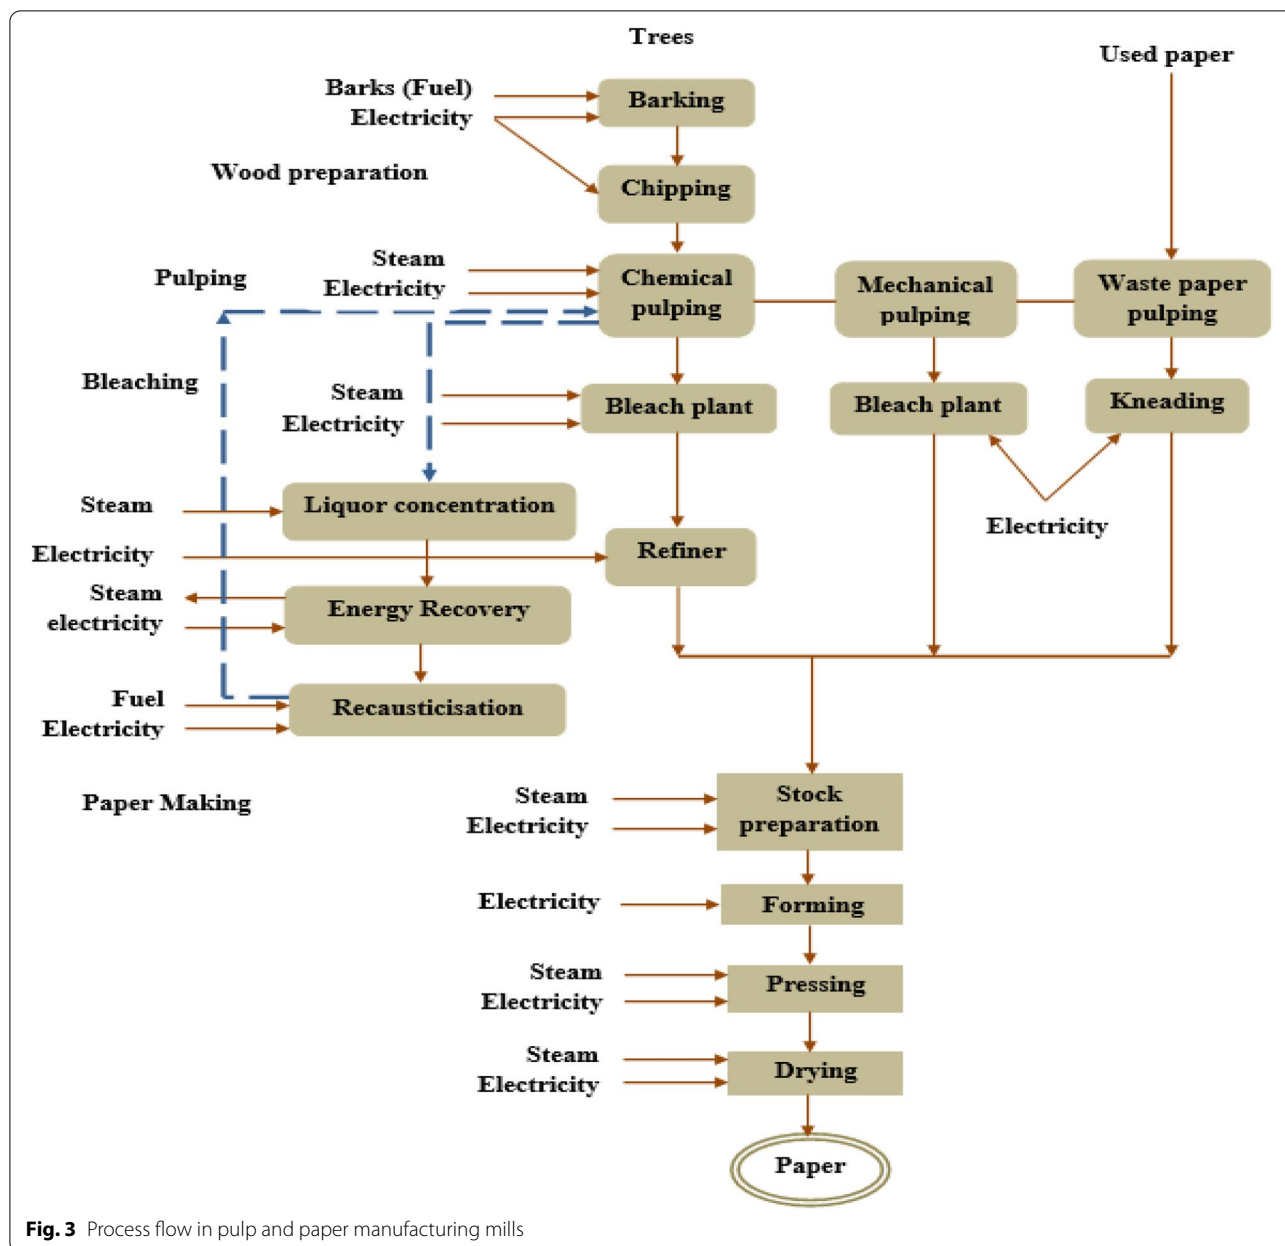 Trees
Used paper
Barks (Fuel)
Electricity
Barking
Wood preparation
Chipping
Pulping
Steam
Electricity
Chemical
pulping
Mechanical
pulping
Waste paper
pulping
Bleaching
Steam
Electricity
Bleach plant
Bleach plant
Kneading
Steam
Liquor concentration
Electricity
Electricity
Refiner
Steam
electricity
Energy Recovery
Fuel
Electricity
Recausticisation
Paper Making
Steam
Electricity
Stock
preparation
Electricity
Forming
Steam
Electricity
Pressing
Steam
Electricity
Drying
Paper
Fig. 3 Process flow in pulp and paper manufacturing mills